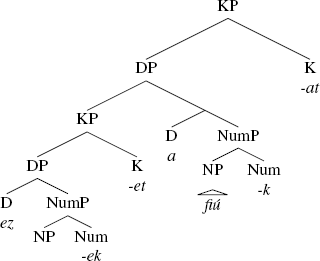 KP
DP K
-at
KP
D NumP
a
DP K NP Num
-et fiú -k
D NumP
ez
NP Num
-ek